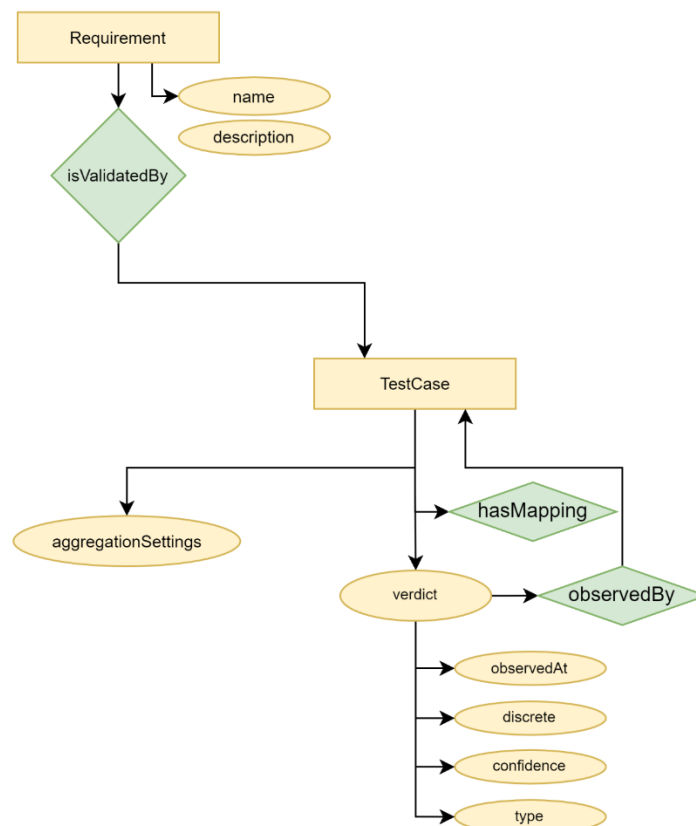 Requirement
name
description
isValidatedBy
TestCase
hasMapping
aggregationSettings
verdict
observedBy
observedAt
discrete
confidence
type